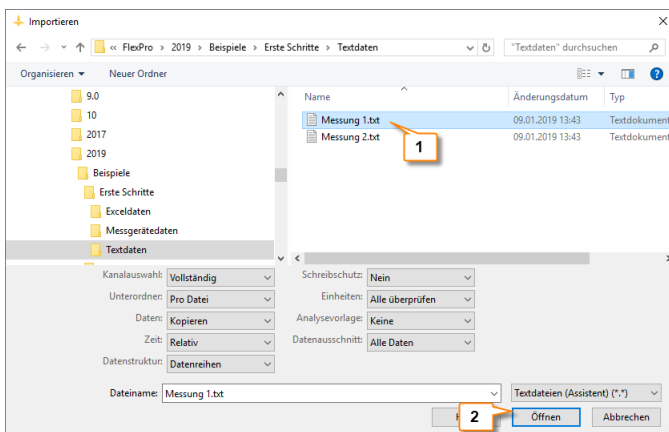 Importieren
« FlexPro > 2019 > Beispiele > Erste Schritte > Textdaten
"Textdaten" durchsuchen
Organisieren
Neuer Ordner
9.0
10
2017
2019
Beispiele
Erste Schritte
Exceldaten
Messgerätedaten
Textdaten
Name Änderungsdatum Typ
Messung 1.txt 09.01.2019 13:43 Textdokument
Messung 2.txt 09.01.2019 13:43 Textdokument
1
Kanalauswahl: Vollständig
Schreibschutz: Nein
Unterordner: Pro Datei
Einheiten: Alle überprüfen
Daten: Kopieren
Analysevorlage: Keine
Zeit: Relativ
Datenausschnitt: Alle Daten
Datenstruktur: Datenreihen
Dateiname: Messung 1.txt
Textdateien (Assistent) (*.*)
2
Öffnen
Abbrechen